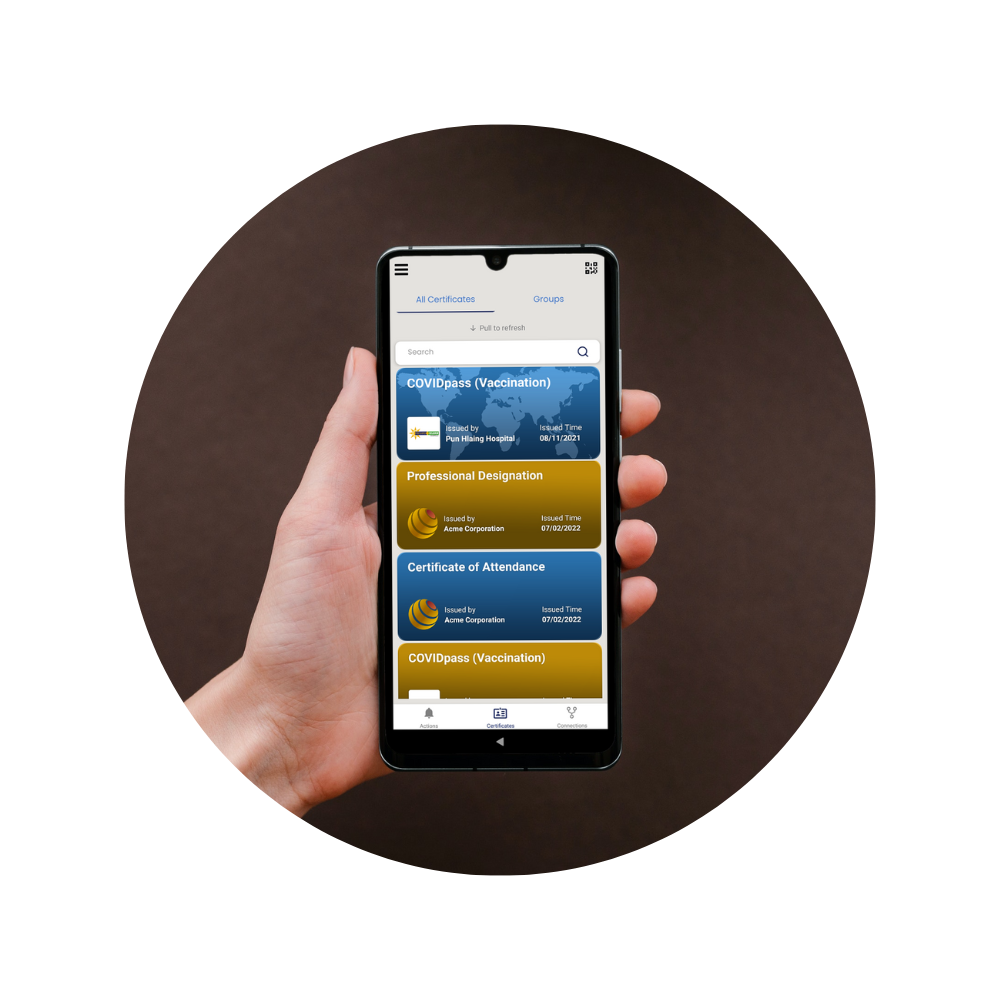 All Certificates
Groups
Pull to refresh
Search
COVIDpass (Vaccination)
Issued by
Pun Hlaing Hospital
Issued Time
08/11/2021
Professional Designation
Issued by
Acme Corporation
Issued Time
07/02/2022
Certificate of Attendance
Issued by
Acme Corporation
Issued Time
07/02/2022
COVIDpass (Vaccination)
Actions
Certificates
Connections